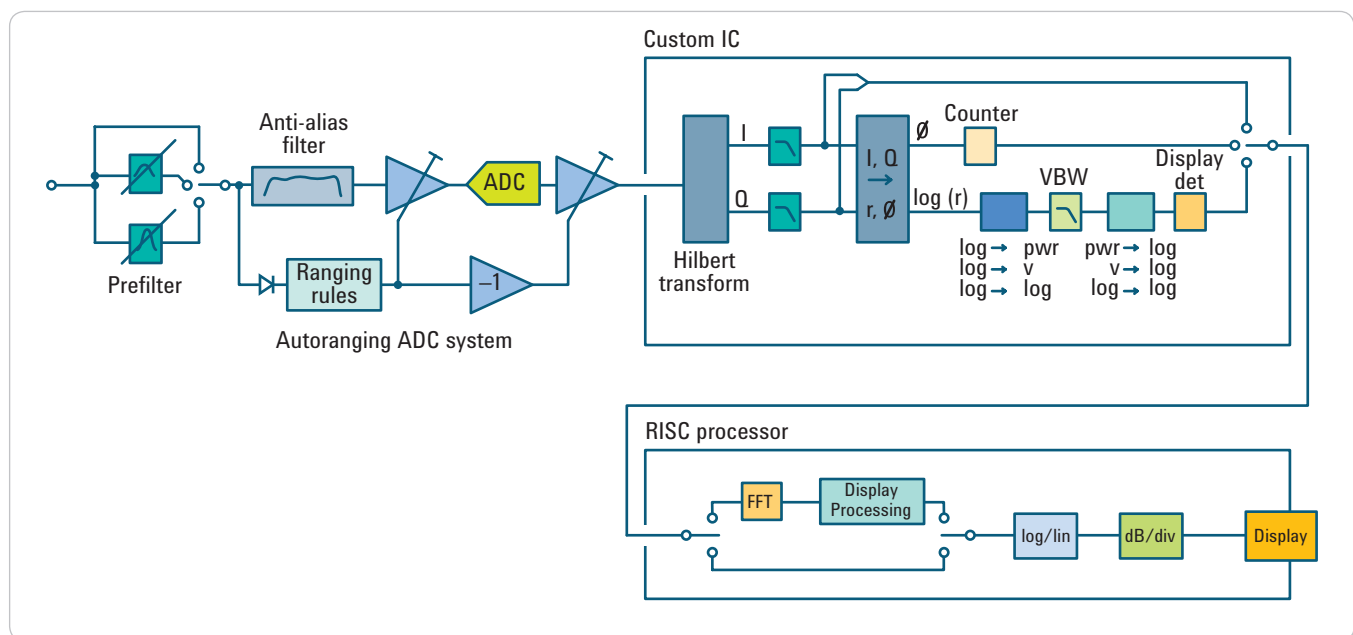 Custom IC
Anti-alias
filter
ADC
Prefilter
Ranging
rules
−1
Autoranging ADC system
I
Q
Hilbert
transform
I, Q
→
r, Ø
Ø
Counter
log (r)
VBW
Display
det
log → pwr
log → v
log → log
pwr → log
v → log
log → log
RISC processor
FFT
Display
Processing
log/lin
dB/div
Display